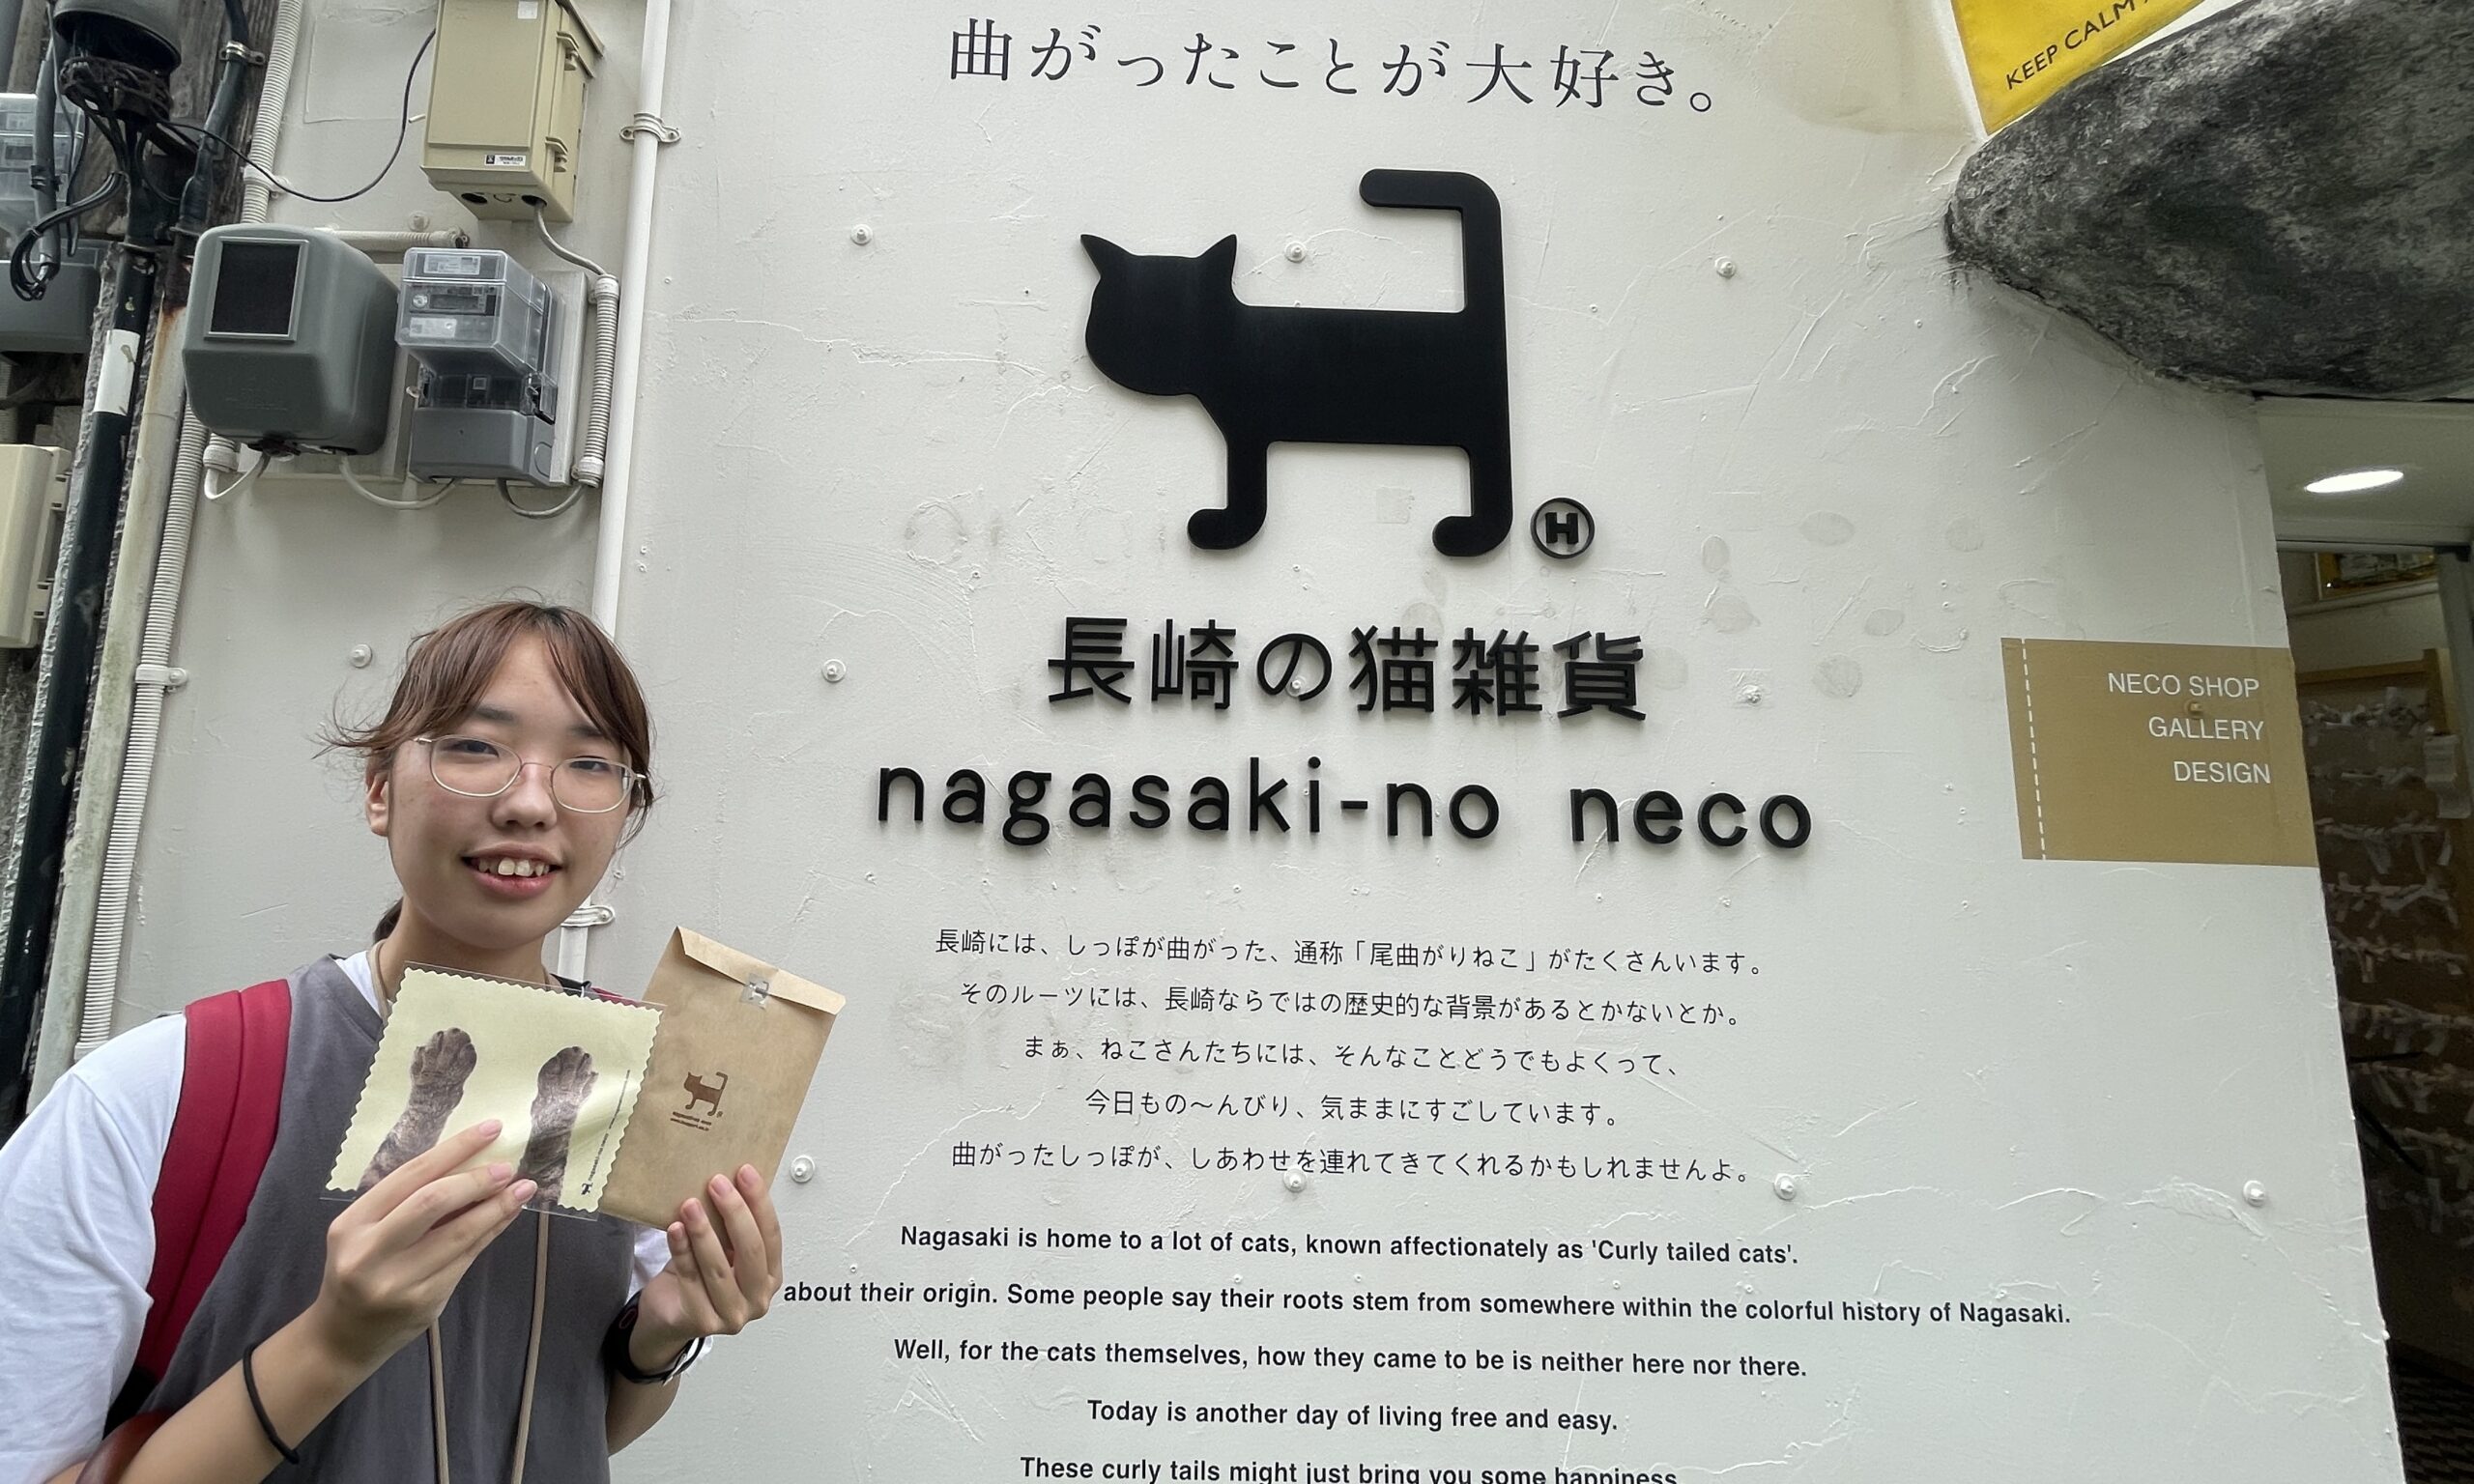 曲がったことが大好き。
KEEP CALM
H
長崎の猫雑貨
nagasaki-no neco
NECO SHOP
GALLERY
DESIGN
長崎には、しっぽが曲がった、通称「尾曲がりねこ」がたくさんいます。
そのルーツには、長崎ならではの歴史的な背景があるとかないとか。
まぁ、ねこさんたちには、そんなことどうでもよくって、
今日もの〜んびり、気ままにすごしています。
曲がったしっぽが、しあわせを連れてきてくれるかもしれませんよ。
Nagasaki is home to a lot of cats, known affectionately as 'Curly tailed cats'.
about their origin. Some people say their roots stem from somewhere within the colorful history of Nagasaki.
Well, for the cats themselves, how they came to be is neither here nor there.
Today is another day of living free and easy.
These curly tails might just bring you some happiness